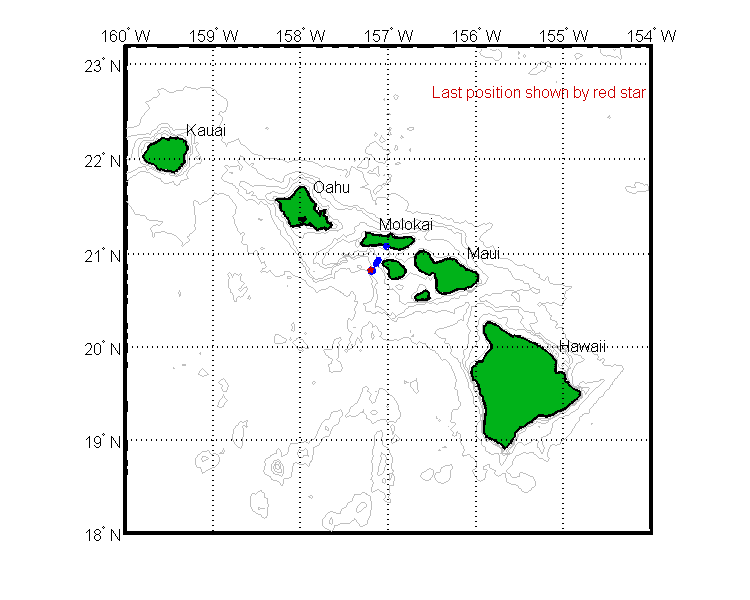 160° W 159° W 158° W 157° W 156° W 155° W 154° W
23° N
Last position shown by red star
Kauai
22° N
Oahu
Molokai
21° N
Maui
20° N
Hawaii
19° N
18° N